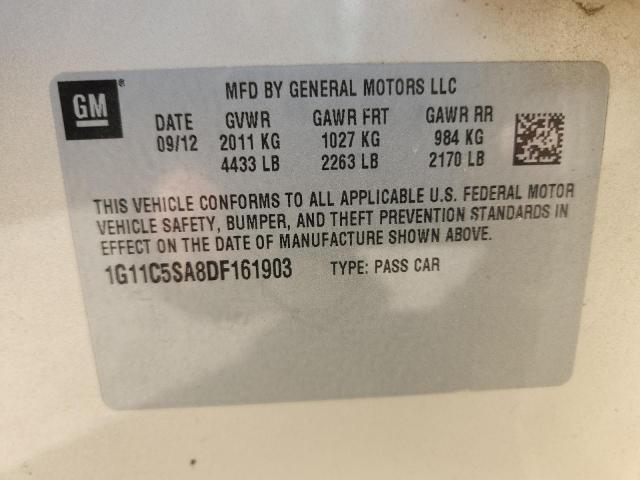 GM®
MFD BY GENERAL MOTORS LLC
DATE GVWR GAWR FRT GAWR RR
09/12 2011 KG 1027 KG 984 KG
4433 LB 2263 LB 2170 LB
THIS VEHICLE CONFORMS TO ALL APPLICABLE U.S. FEDERAL MOTOR
VEHICLE SAFETY, BUMPER, AND THEFT PREVENTION STANDARDS IN
EFFECT ON THE DATE OF MANUFACTURE SHOWN ABOVE.
1G11C5SA8DF161903 TYPE: PASS CAR